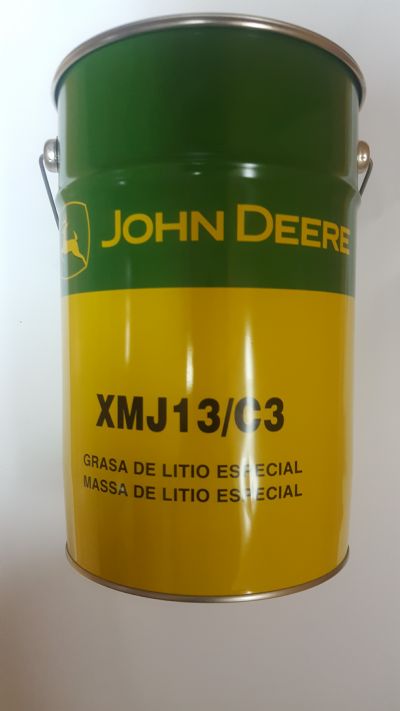 JOHN DEERE
XMJ13/C3
GRASA DE LITIO ESPECIAL
MASSA DE LITIO ESPECIAL